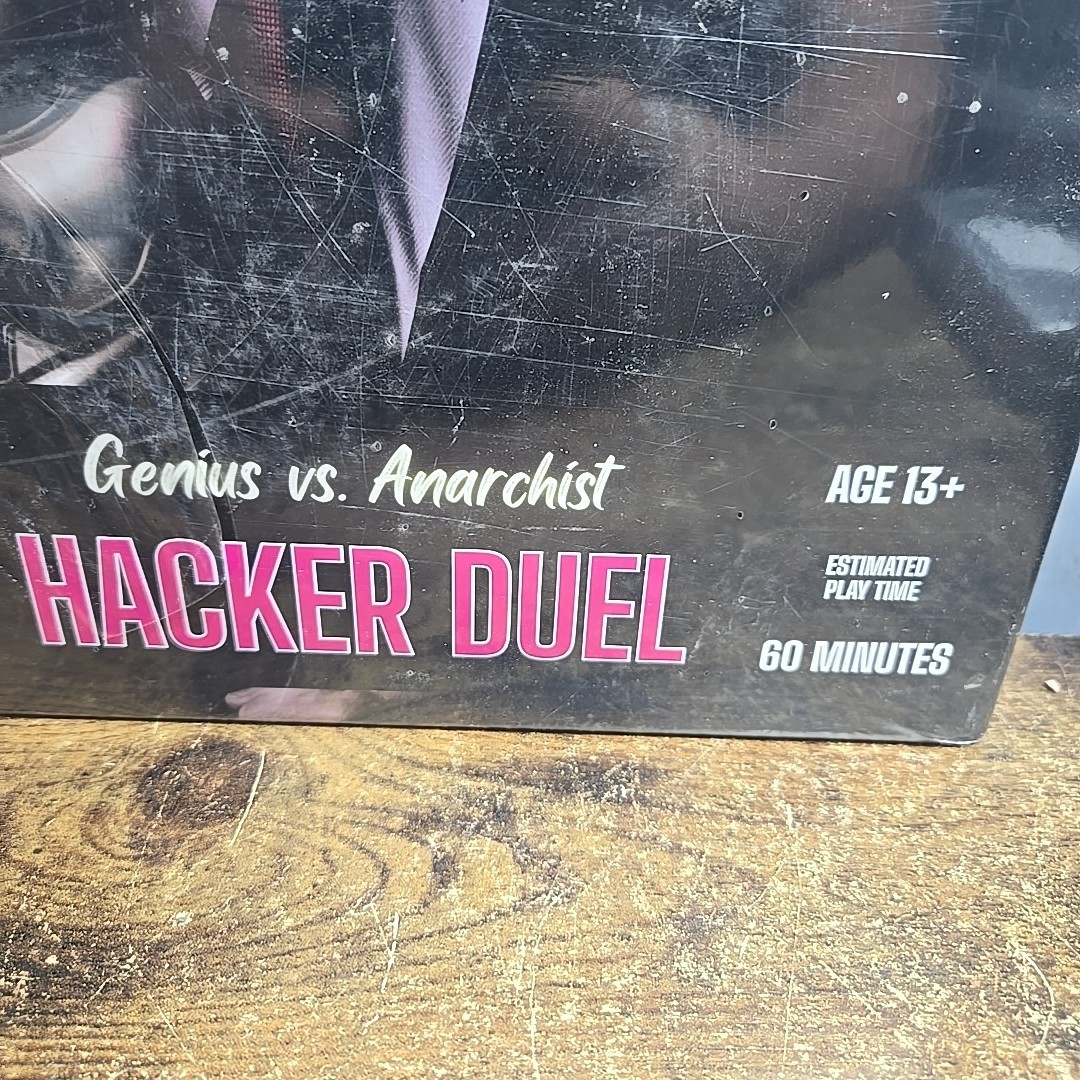 Genius vs. Anarchist
HACKER DUEL
AGE 13+
ESTIMATED
PLAY TIME
60 MINUTES